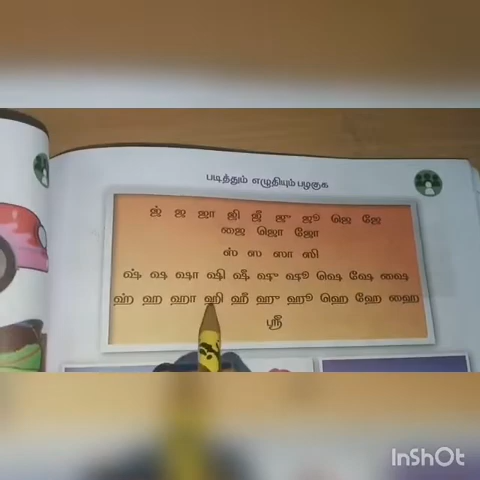 படித்தும் எழுதியும் பழகுக
ஜ் ஜ ஜா ஜி ஜீ ஜு ஜூ ஜெ ஜே
ஜை ஜொ ஜோ
ஸ் ஸ ஸா ஸி
ஷ் ஷ ஷா ஷி ஷீ ஷு ஷூ ஷெ ஷே ஷை
ஹ் ஹ ஹா ஹி ஹீ ஹு ஹூ ஹெ ஹே ஹை
ஸ்ரீ
InShOt